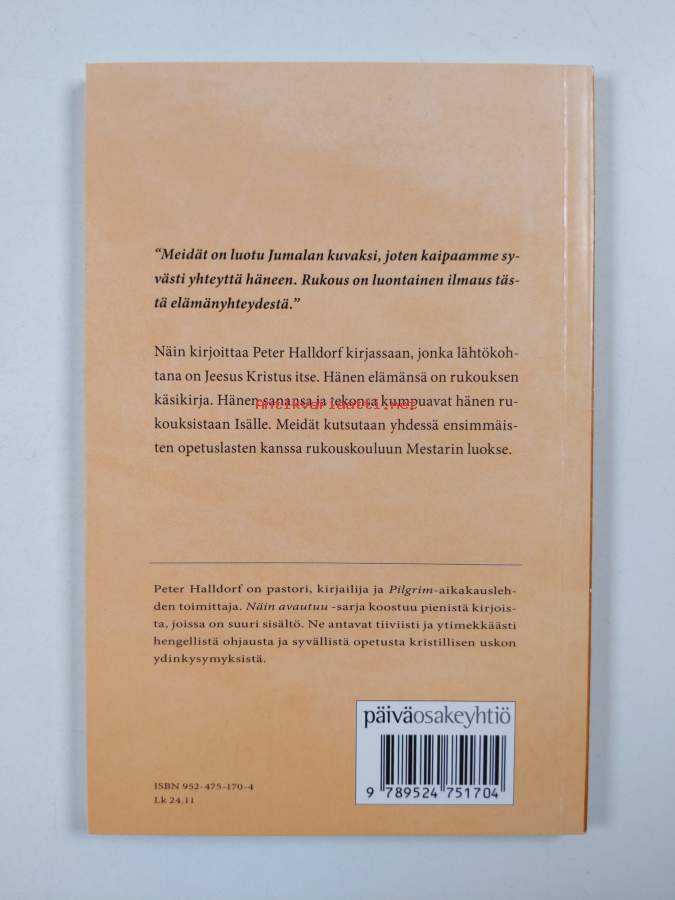 “Meidät on luotu Jumalan kuvaksi, joten kaipaamme sy-
västi yhteyttä häneen. Rukous on luontainen ilmaus täs-
tä elämänyhteydestä.”
Näin kirjoittaa Peter Halldorf kirjassaan, jonka lähtökoh-
tana on Jeesus Kristus itse. Hänen elämänsä on rukouksen
käsikirja. Hänen sanansa ja tekonsa kumpuavat hänen ru-
Antikvariaatti.net
kouksistaan Isälle. Meidät kutsutaan yhdessä ensimmäis-
ten opetuslasten kanssa rukouskouluun Mestarin luokse.
Peter Halldorf on pastori, kirjailija ja Pilgrim-aikakausleh-
den toimittaja. Näin avautuu -sarja koostuu pienistä kirjois-
ta, joissa on suuri sisältö. Ne antavat tiiviisti ja ytimekkäästi
hengellistä ohjausta ja syvällistä opetusta kristillisen uskon
ydinkysymyksistä.
päiväosakeyhtiö
9 789524 751704
ISBN 952-475-170-4
Lk 24.11